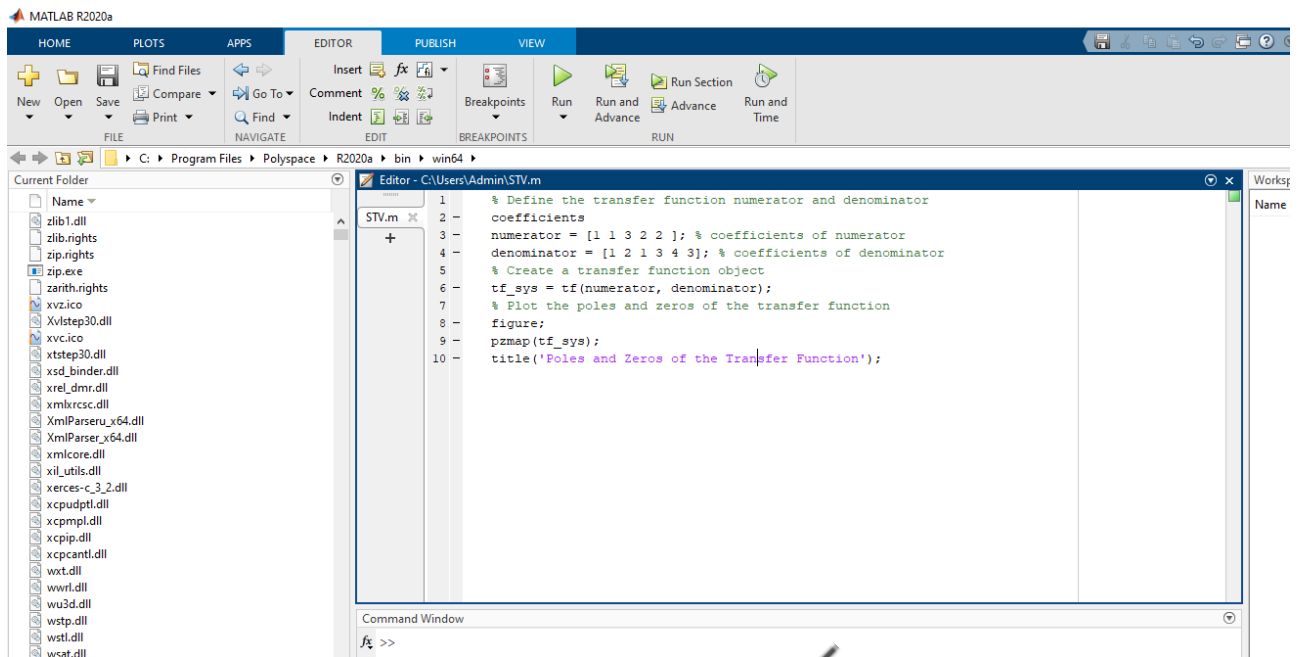 MATLAB R2020a
HOME PLOTS APPS EDITOR PUBLISH VIEW
Find Files Insert fx
Compare Go To Comment % Run Section
New Open Save Breakpoints Run Run and Advance Run and Time
Print Find Indent Advance
FILE NAVIGATE EDIT BREAKPOINTS RUN
C: Program Files Polyspace R2020a bin win64
Current Folder
Name
zlib1.dll
zlib.rights
zip.rights
zip.exe
zarith.rights
xvz.ico
Xvlstep30.dll
xvc.ico
xtstep30.dll
xsd_binder.dll
xrel_dmr.dll
xmlxrcsc.dll
XmlParseru_x64.dll
XmlParser_x64.dll
xmlcore.dll
xil_utils.dll
xerces-c_3_2.dll
xcpudptl.dll
xcpmpl.dll
xcpip.dll
xcpcantl.dll
wxt.dll
wwrl.dll
wu3d.dll
wstp.dll
wstl.dll
wsat.dll
Editor - C:\Users\Admin\STV.m
STV.m
+
1 % Define the transfer function numerator and denominator
2 – coefficients
3 – numerator = [1 1 3 2 2 ]; % coefficients of numerator
4 – denominator = [1 2 1 3 4 3]; % coefficients of denominator
5 % Create a transfer function object
6 – tf_sys = tf(numerator, denominator);
7 % Plot the poles and zeros of the transfer function
8 – figure;
9 – pzmap(tf_sys);
10 – title('Poles and Zeros of the Transfer Function');
Command Window
fx >>
Name